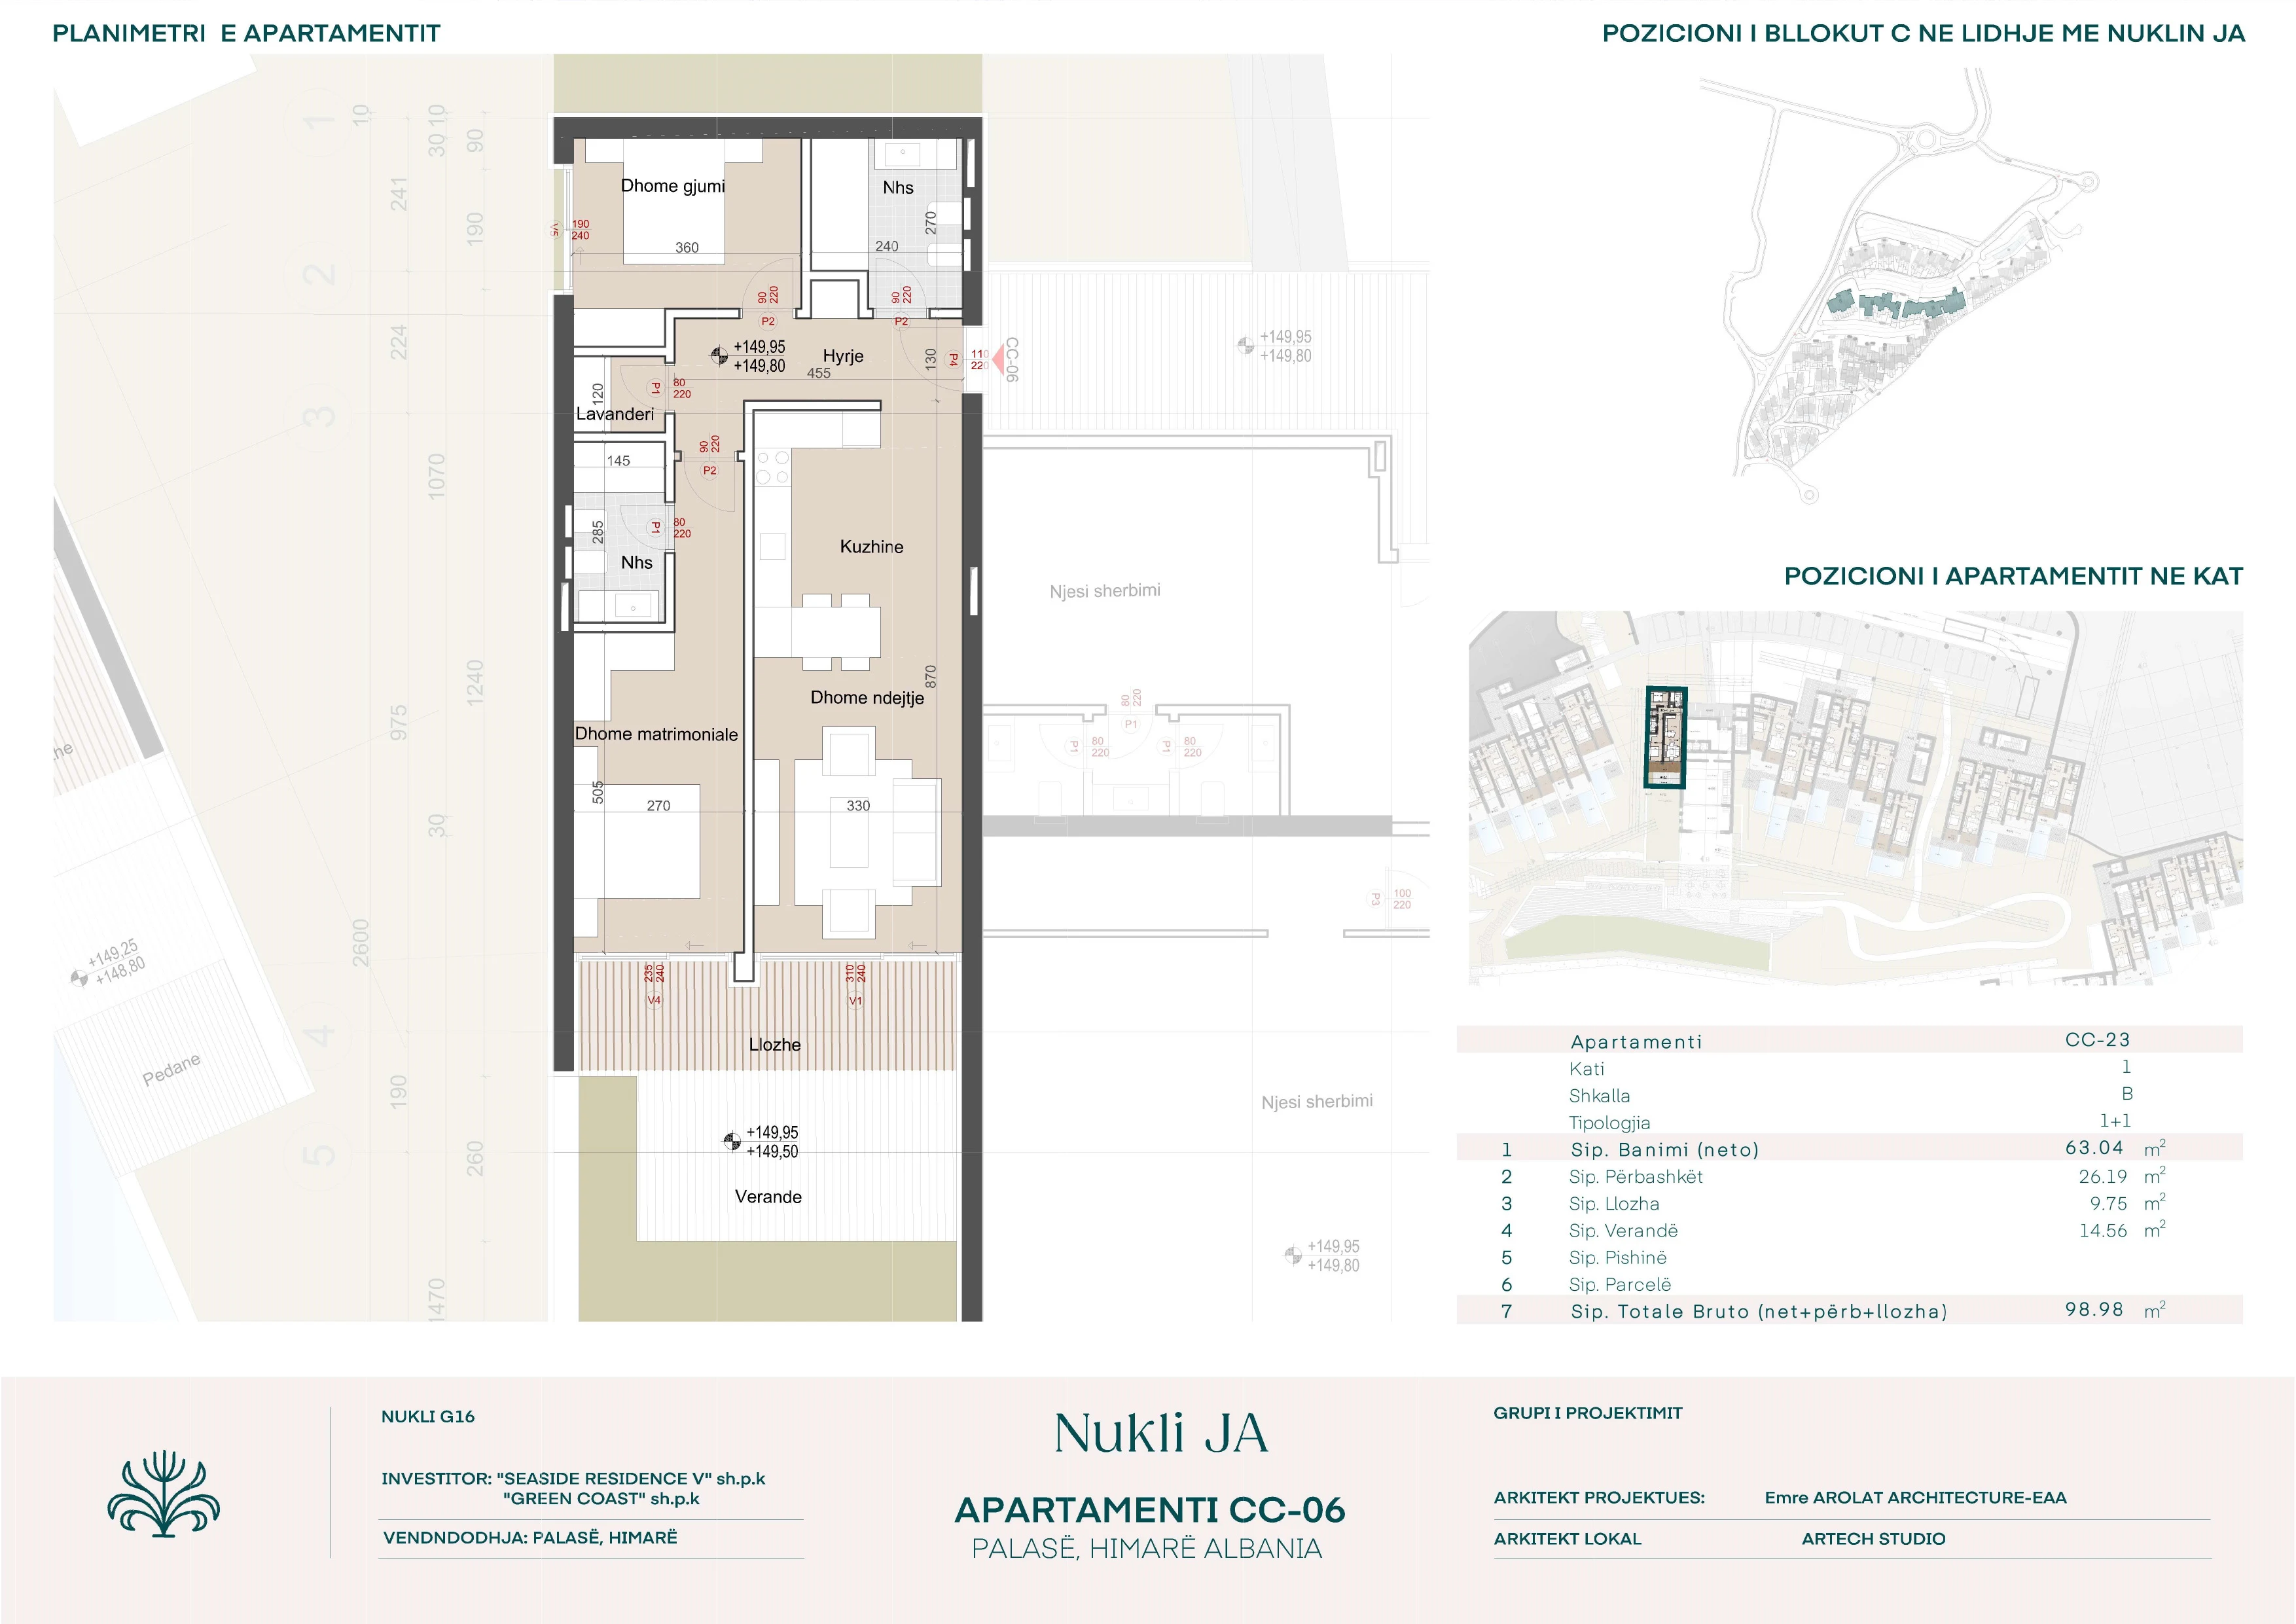 PLANIMETRI E APARTAMENTIT
POZICIONI I BLLOKUT C NE LIDHJE ME NUKLIN JA
1
10
10
30
90
241
190
2
224
3
1070
1240
975
30
2600
4
190
5
260
1470
Dhome gjumi
Nhs
V5
190
240
360
240
270
90
220
P2
90
220
P2
+149,95
+149,80
Hyrje
455
130
P4
110
220
CC-06
+149,95
+149,80
120
Lavanderi
P1
80
220
90
220
P2
145
285
P1
80
220
Nhs
Kuzhine
Njesi sherbimi
870
Dhome ndejtje
Dhome matrimoniale
505
270
330
80
220
P1
P1
80
220
P1
80
220
P3
100
220
235
240
V4
310
240
V1
Llozhe
+149,95
+149,50
Verande
Njesi sherbimi
+149,95
+149,80
+149,25
+148,80
Pedane
POZICIONI I APARTAMENTIT NE KAT
Apartamenti CC-23
Kati 1
Shkalla B
Tipologjia 1+1
1 Sip. Banimi (neto) 63.04 m²
2 Sip. Përbashkët 26.19 m²
3 Sip. Llozha 9.75 m²
4 Sip. Verandë 14.56 m²
5 Sip. Pishinë
6 Sip. Parcelë
7 Sip. Totale Bruto (net+përb+llozha) 98.98 m²
NUKLI G16
INVESTITOR: "SEASIDE RESIDENCE V" sh.p.k
"GREEN COAST" sh.p.k
VENDNDODHJA: PALASË, HIMARË
Nukli JA
APARTAMENTI CC-06
PALASË, HIMARË ALBANIA
GRUPI I PROJEKTIMIT
ARKITEKT PROJEKTUES: Emre AROLAT ARCHITECTURE-EAA
ARKITEKT LOKAL ARTECH STUDIO